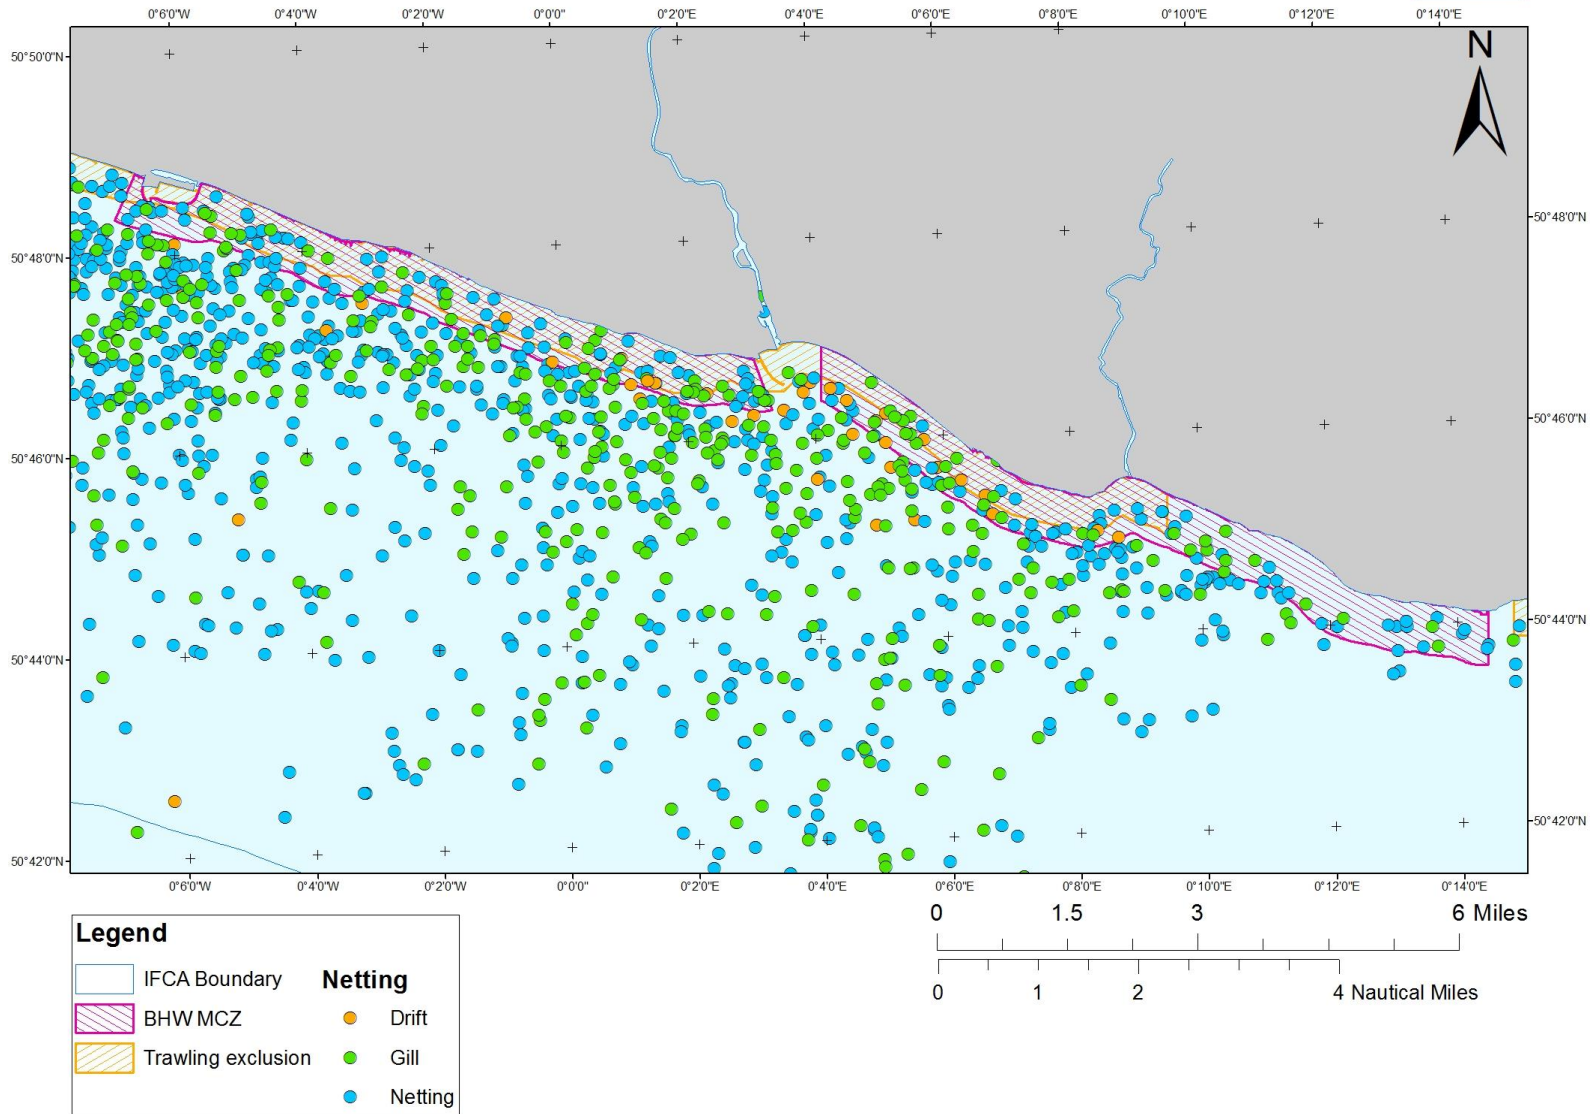 0°6'0"W 0°4'0"W 0°2'0"W 0°0'0" 0°2'0"E 0°4'0"E 0°6'0"E 0°8'0"E 0°10'0"E 0°12'0"E 0°14'0"E
N
50°50'0"N
50°48'0"N
50°48'0"N
50°46'0"N
50°46'0"N
50°44'0"N
50°44'0"N
50°42'0"N
50°42'0"N
0°6'0"W 0°4'0"W 0°2'0"W 0°0'0" 0°2'0"E 0°4'0"E 0°6'0"E 0°8'0"E 0°10'0"E 0°12'0"E 0°14'0"E
0 1.5 3 6 Miles
0 1 2 4 Nautical Miles
Legend
IFCA Boundary
BHW MCZ
Trawling exclusion
Netting
Drift
Gill
Netting